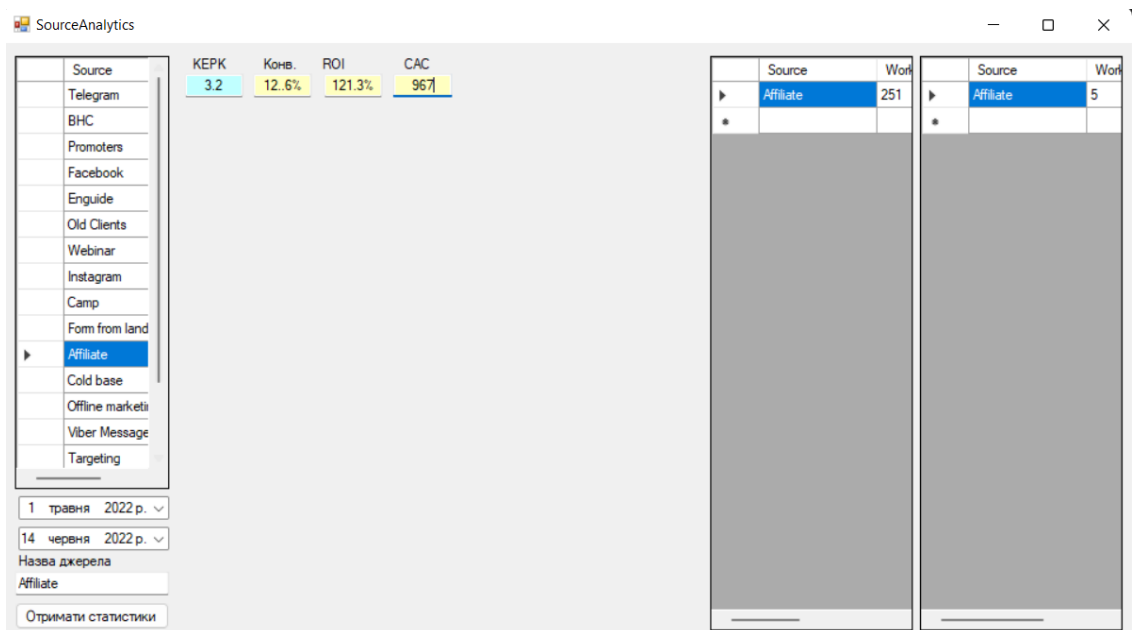 SourceAnalytics
Source
Telegram
BHC
Promoters
Facebook
Enguide
Old Clients
Webinar
Instagram
Camp
Form from land
Affiliate
Cold base
Offline marketi
Viber Message
Targeting
1 травня 2022 р.
14 червня 2022 р.
Назва джерела
Affiliate
Отримати статистики
КЕРК Конв. ROI CAC
3.2 12..6% 121.3% 967
Source Work
Affiliate 251
Source Work
Affiliate 5